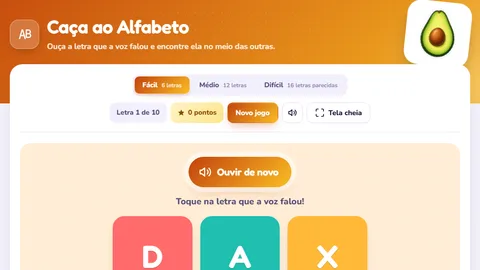 AB
Caça ao Alfabeto
Ouça a letra que a voz falou e encontre ela no meio das outras.
Fácil 6 letras Médio 12 letras Difícil 16 letras parecidas
Letra 1 de 10 ★ 0 pontos Novo jogo Tela cheia
Ouvir de novo
Toque na letra que a voz falou!
D A X